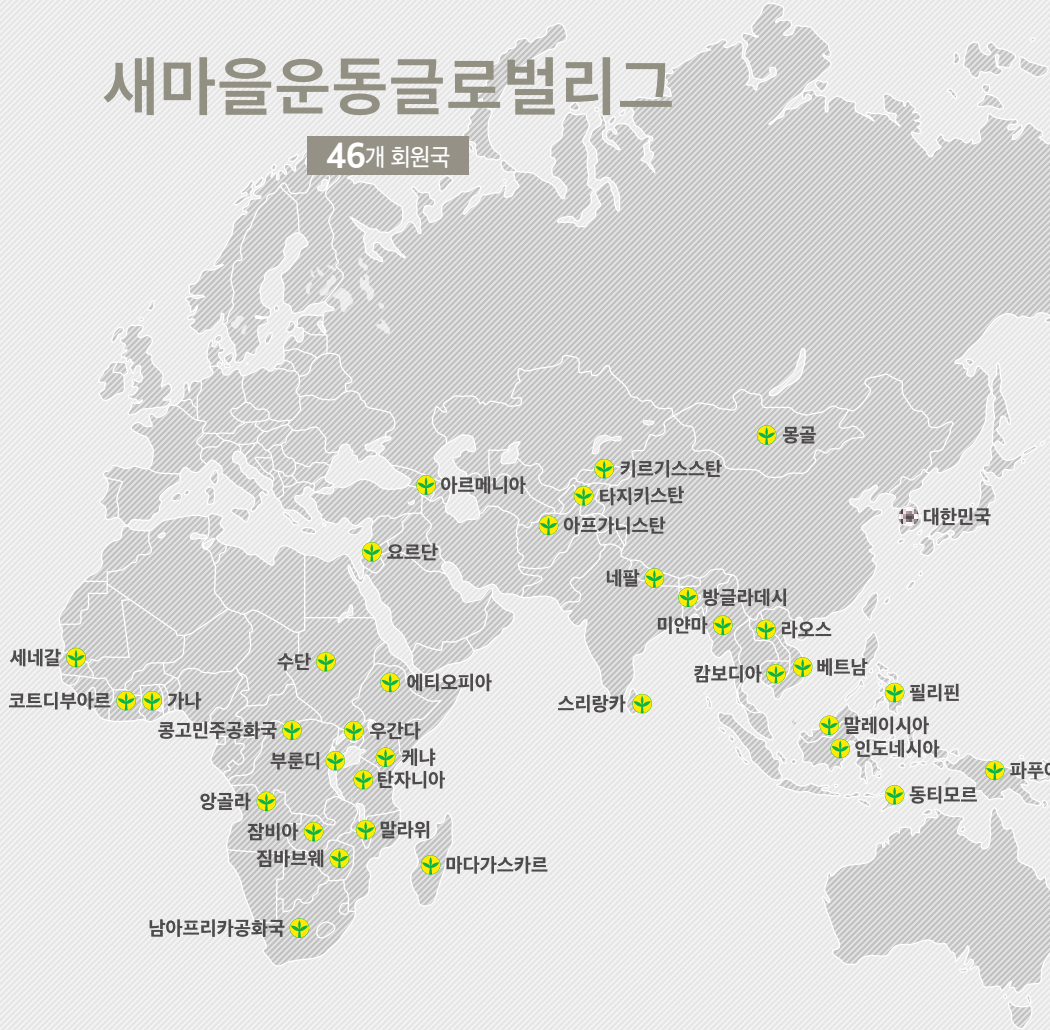 새마을운동글로벌리그
46개 회원국
몽골
키르기스스탄
아르메니아
타지키스탄
대한민국
아프가니스탄
요르단
네팔
방글라데시
미얀마
라오스
세네갈
수단
베트남
캄보디아
에티오피아
필리핀
코트디부아르
가나
스리랑카
말레이시아
콩고민주공화국
우간다
인도네시아
케냐
부룬디
파푸아
탄자니아
동티모르
앙골라
말라위
잠비아
짐바브웨
마다가스카르
남아프리카공화국